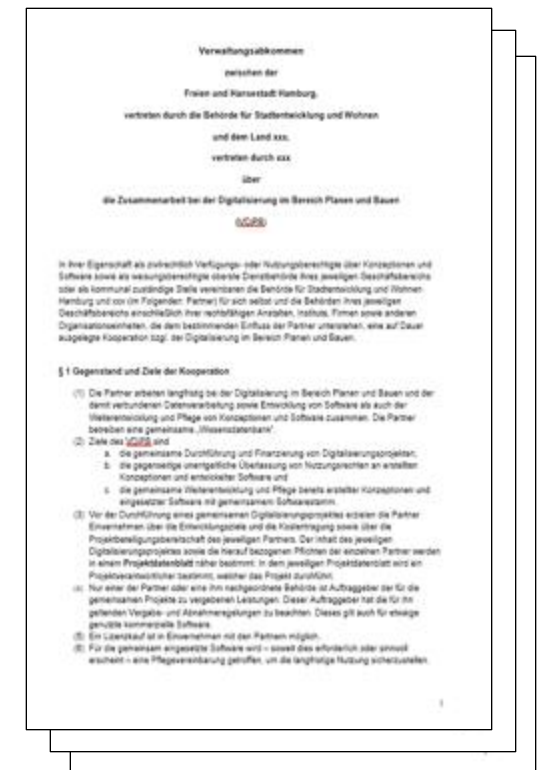 Verwaltungsabkommen
zwischen der
Freien und Hansestadt Hamburg,
vertreten durch die Behörde für Stadtentwicklung und Wohnen
und dem Land xxx,
vertreten durch xxx
über
die Zusammenarbeit bei der Digitalisierung im Bereich Planen und Bauen
In ihrer Eigenschaft als zivilrechtlich Verfügungs- oder Nutzungsberechtigte über Konzeptionen und
Software sowie als weisungsberechtigte oberste Dienstbehörde ihres jeweiligen Geschäftsbereichs
oder als kommunal zuständige Stelle vereinbaren die Behörde für Stadtentwicklung und Wohnen
Hamburg und xxx (im Folgenden: Partner) für sich selbst und die Behörden ihres jeweiligen
Geschäftsbereichs einschließlich ihrer rechtsfähigen Anstalten, Institute, Firmen sowie anderen
Organisationseinheiten, die dem bestimmenden Einfluss der Partner unterstehen, eine auf Dauer
ausgelegte Kooperation bzgl. der Digitalisierung im Bereich Planen und Bauen.
§ 1 Gegenstand und Ziele der Kooperation
(1) Die Partner arbeiten langfristig bei der Digitalisierung im Bereich Planen und Bauen und der
damit verbundenen Datenverarbeitung sowie Entwicklung von Software als auch der
Weiterentwicklung und Pflege von Konzeptionen und Software zusammen. Die Partner
betreiben eine gemeinsame „Wissensdatenbank".
(2) Ziele des sind
a. die gemeinsame Durchführung und Finanzierung von Digitalisierungsprojekten,
b. die gegenseitige unentgeltliche Überlassung von Nutzungsrechten an erstellten
Konzeptionen und entwickelter Software und
c. die gemeinsame Weiterentwicklung und Pflege bereits erstellter Konzeptionen und
eingesetzter Software mit gemeinsamem Softwarestamm.
(3) Vor der Durchführung eines gemeinsamen Digitalisierungsprojektes erzielen die Partner
Einvernehmen über die Entwicklungsziele und die Kostentragung sowie über die
Projektbeteiligungsbereitschaft des jeweiligen Partners. Der Inhalt des jeweiligen
Digitalisierungsprojektes sowie die hierauf bezogenen Pflichten der einzelnen Partner werden
in einem Projektdatenblatt näher bestimmt. In dem jeweiligen Projektdatenblatt wird ein
Projektverantwortlicher bestimmt, welcher das Projekt durchführt.
(4) Nur einer der Partner oder eine ihm nachgeordnete Behörde ist Auftraggeber der für die
gemeinsamen Projekte zu vergebenen Leistungen. Dieser Auftraggeber hat die für ihn
geltenden Vergabe- und Abnahmeregelungen zu beachten. Dieses gilt auch für etwaige
genutzte kommerzielle Software.
(5) Ein Lizenzkauf ist in Einvernehmen mit den Partnern möglich.
(6) Für die gemeinsam eingesetzte Software wird – soweit dies erforderlich oder sinnvoll
erscheint – eine Pflegevereinbarung getroffen, um die langfristige Nutzung sicherzustellen.